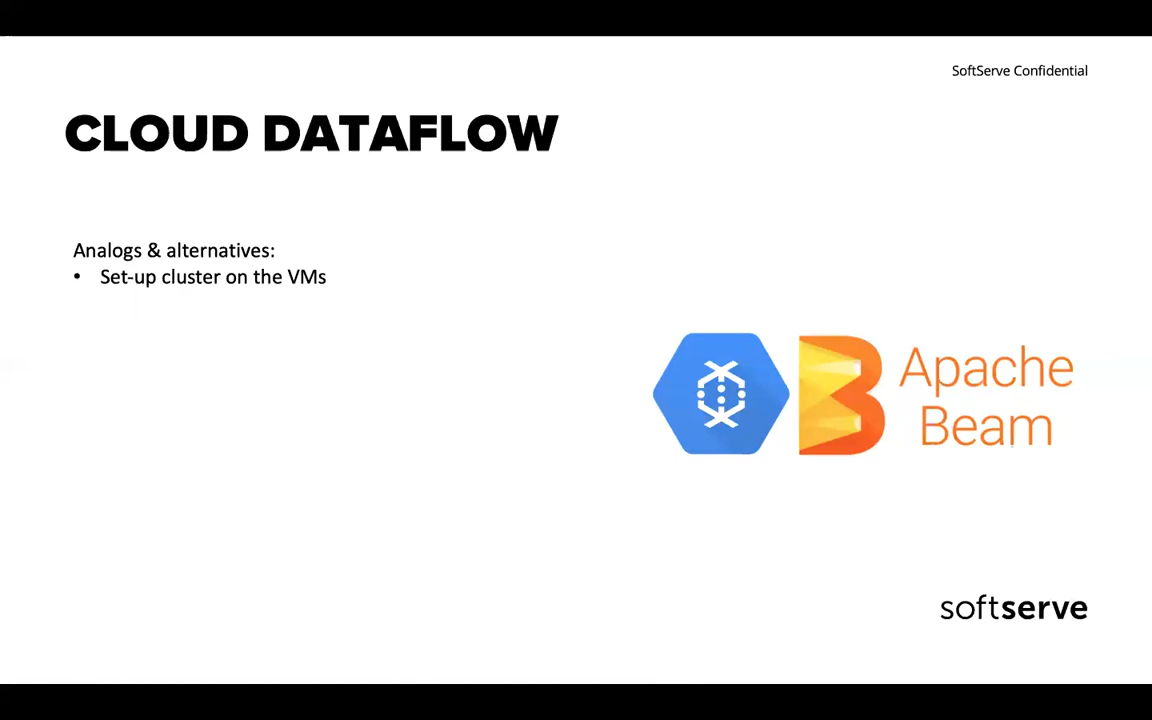 SoftServe Confidential
CLOUD DATAFLOW
Analogs & alternatives:
• Set-up cluster on the VMs
Apache
Beam
softserve